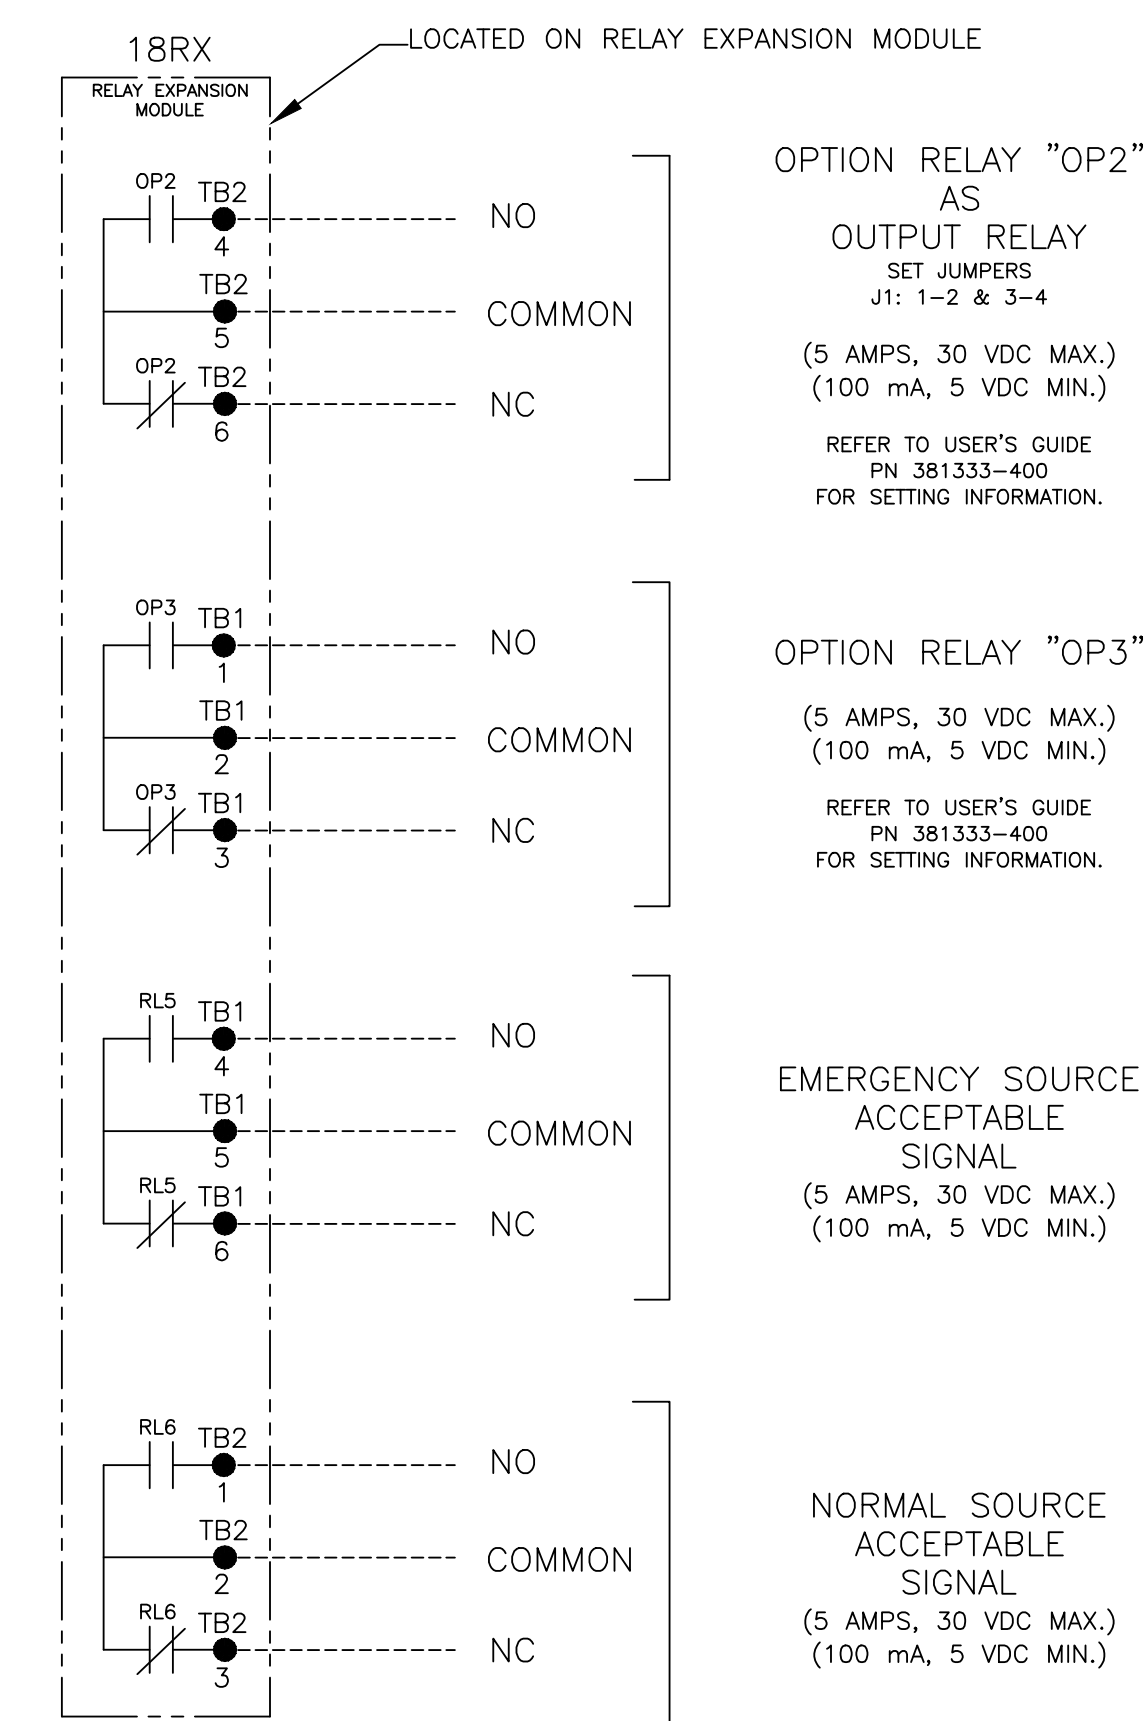 18RX
LOCATED ON RELAY EXPANSION MODULE
RELAY EXPANSION
MODULE
OP2 TB2
4
NO
TB2
5
COMMON
OP2 TB2
6
NC
OPTION RELAY "OP2"
AS
OUTPUT RELAY
SET JUMPERS
J1: 1-2 & 3-4
(5 AMPS, 30 VDC MAX.)
(100 mA, 5 VDC MIN.)
REFER TO USER'S GUIDE
PN 381333-400
FOR SETTING INFORMATION.
OP3 TB1
1
NO
TB1
2
COMMON
OP3 TB1
3
NC
OPTION RELAY "OP3"
(5 AMPS, 30 VDC MAX.)
(100 mA, 5 VDC MIN.)
REFER TO USER'S GUIDE
PN 381333-400
FOR SETTING INFORMATION.
RL5 TB1
4
NO
TB1
5
COMMON
RL5 TB1
6
NC
EMERGENCY SOURCE
ACCEPTABLE
SIGNAL
(5 AMPS, 30 VDC MAX.)
(100 mA, 5 VDC MIN.)
RL6 TB2
1
NO
TB2
2
COMMON
RL6 TB2
3
NC
NORMAL SOURCE
ACCEPTABLE
SIGNAL
(5 AMPS, 30 VDC MAX.)
(100 mA, 5 VDC MIN.)